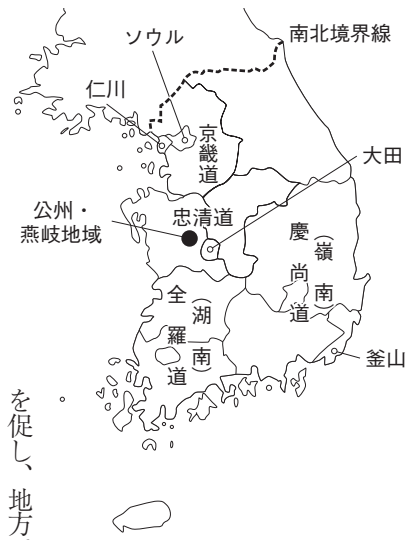 ソウル
南北境界線
仁川
京畿道
大田
公州・
燕岐地域
忠清道
慶尚道
（嶺南）
全羅道
（湖南）
釜山
を促し、地方